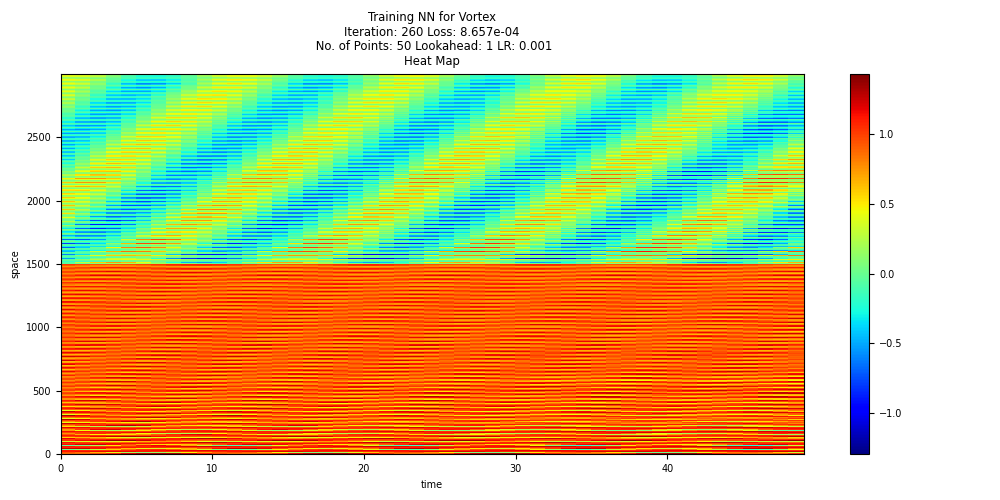 Training NN for Vortex
Iteration: 260 Loss: 8.657e-04
No. of Points: 50 Lookahead: 1 LR: 0.001
Heat Map
2500
2000
1500
1000
500
0
space
0 10 20 30 40
time
1.0
0.5
0.0
−0.5
−1.0